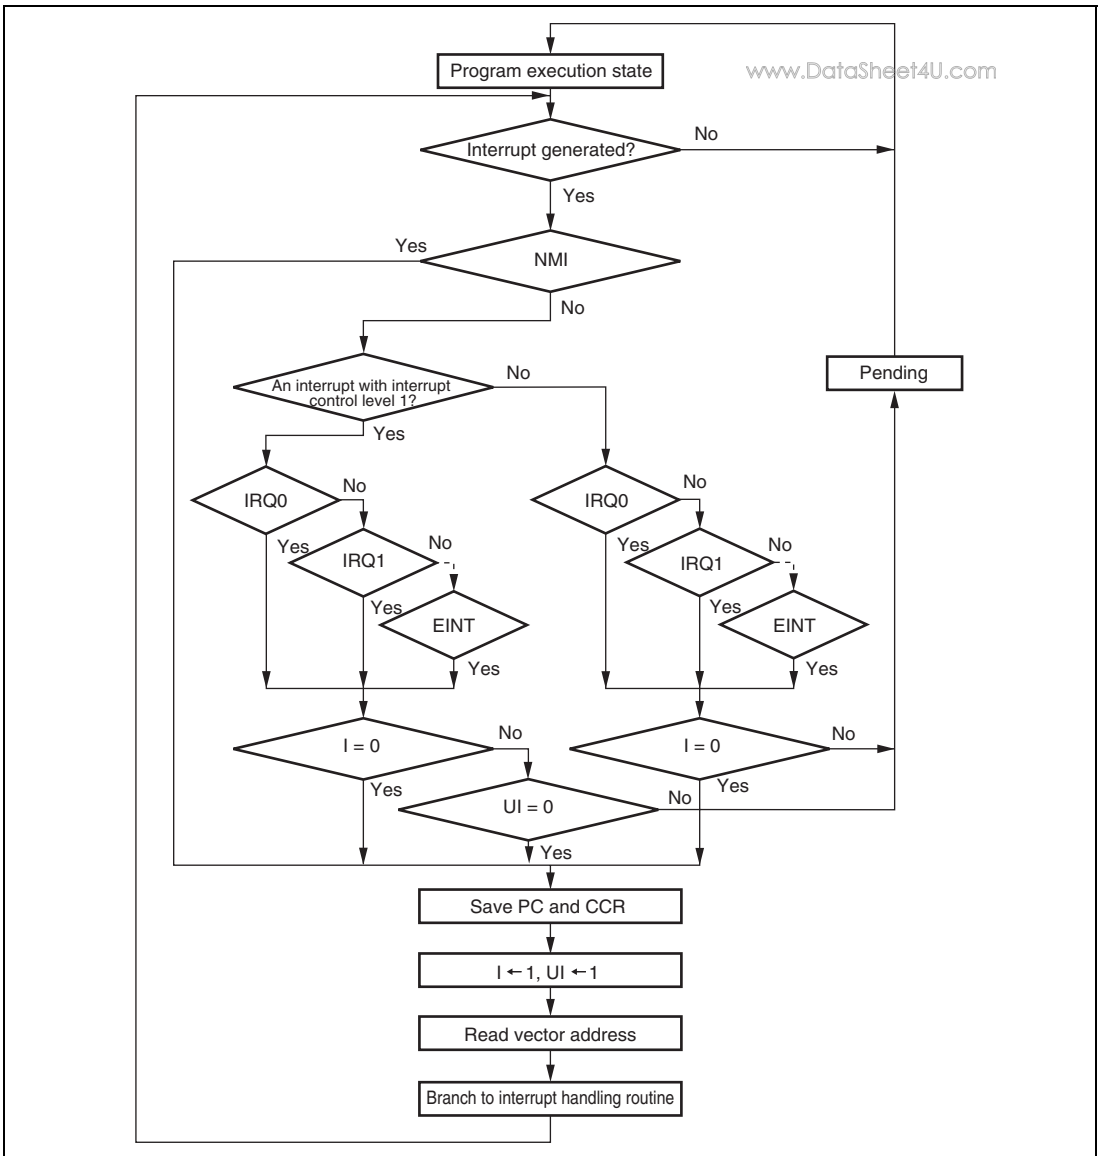 Program execution state
www.DataSheet4U.com
Interrupt generated?
No
Yes
Yes
NMI
No
An interrupt with interrupt
control level 1?
No
Pending
Yes
IRQ0
No
IRQ0
No
Yes
IRQ1
No
Yes
IRQ1
No
Yes
EINT
Yes
EINT
Yes
Yes
I = 0
No
I = 0
No
Yes
UI = 0
No
Yes
Yes
Save PC and CCR
I ←1, UI ←1
Read vector address
Branch to interrupt handling routine